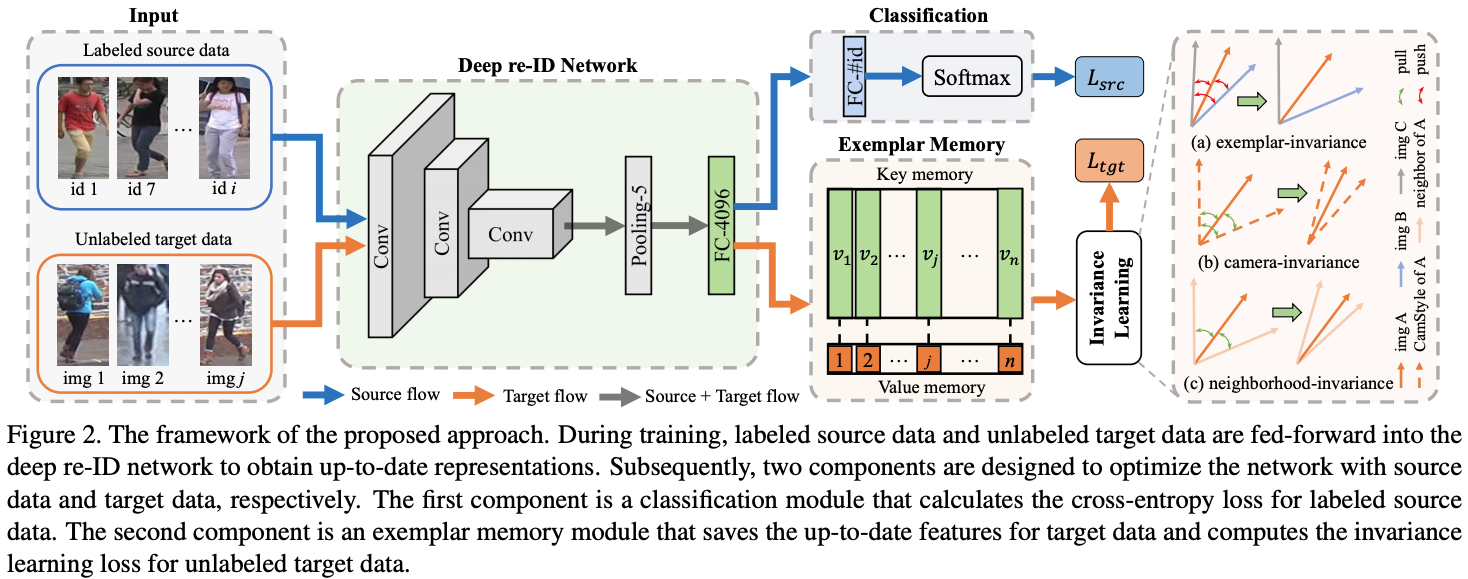 Input
Labeled source data
id 1
id 7
...
id i
Unlabeled target data
img 1
img 2
...
img j
Deep re-ID Network
Conv
Conv
Conv
Pooling-5
FC-4096
Source flow
Target flow
Source + Target flow
Classification
FC-#id
Softmax
L_src
Exemplar Memory
Key memory
v_1 v_2 ... v_j ... v_n
1 2 ... j ... n
Value memory
Invariance
Learning
L_tgt
(a) exemplar-invariance
(b) camera-invariance
(c) neighborhood-invariance
img A
CamStyle of A
img B
neighbor of A
img C
push
pull
Figure 2. The framework of the proposed approach. During training, labeled source data and unlabeled target data are fed-forward into the
deep re-ID network to obtain up-to-date representations. Subsequently, two components are designed to optimize the network with source
data and target data, respectively. The first component is a classification module that calculates the cross-entropy loss for labeled source
data. The second component is an exemplar memory module that saves the up-to-date features for target data and computes the invariance
learning loss for unlabeled target data.